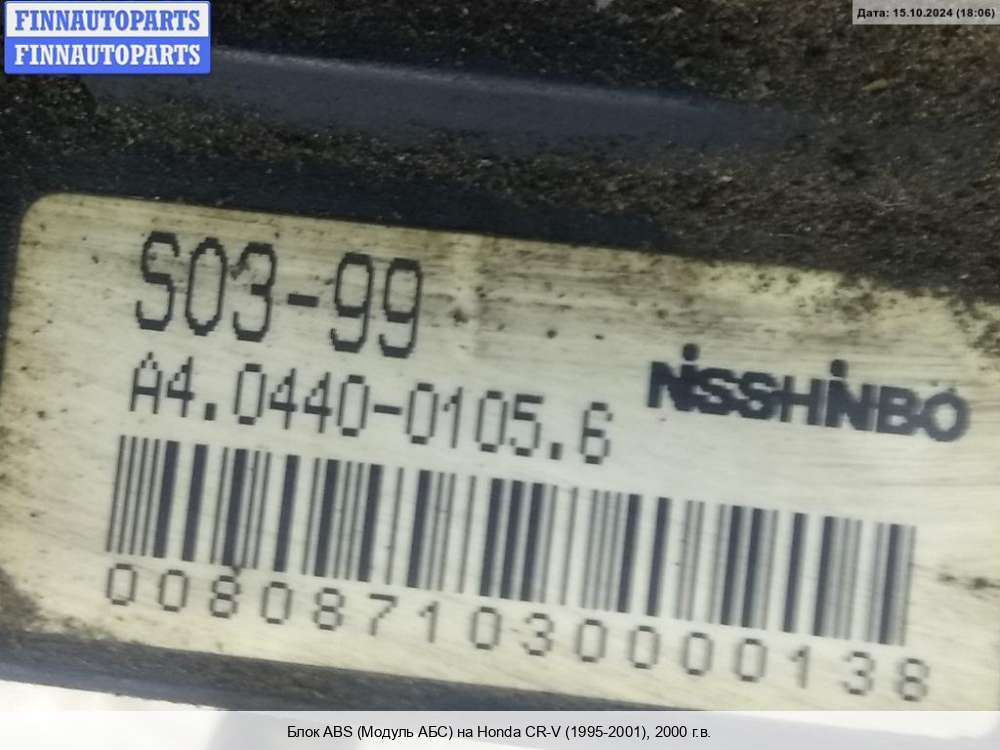 FINNAUTOPARTS
FINNAUTOPARTS
Дата: 15.10.2024 (18:06)
S03-99
A4.0440-0105.6
NISSHINBO
0080871030000138
Блок ABS (Модуль АБС) на Honda CR-V (1995-2001), 2000 г.в.